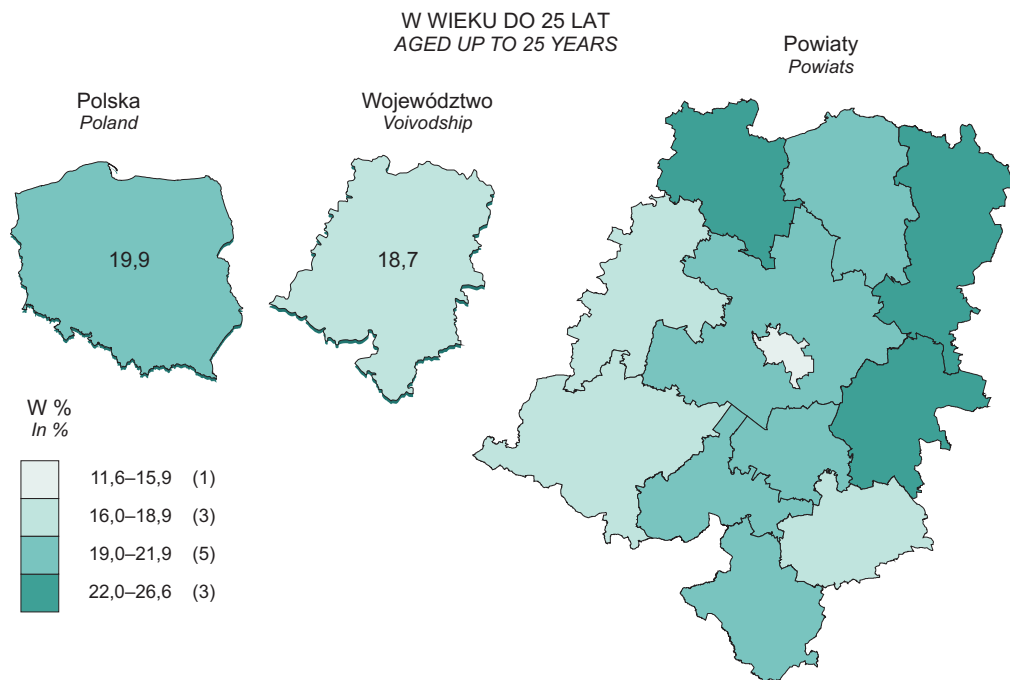 W WIEKU DO 25 LAT
AGED UP TO 25 YEARS
Powiaty
Powiats
Polska
Poland
Województwo
Voivodship
19,9
18,7
W %
In %
11,6–15,9 (1)
16,0–18,9 (3)
19,0–21,9 (5)
22,0–26,6 (3)